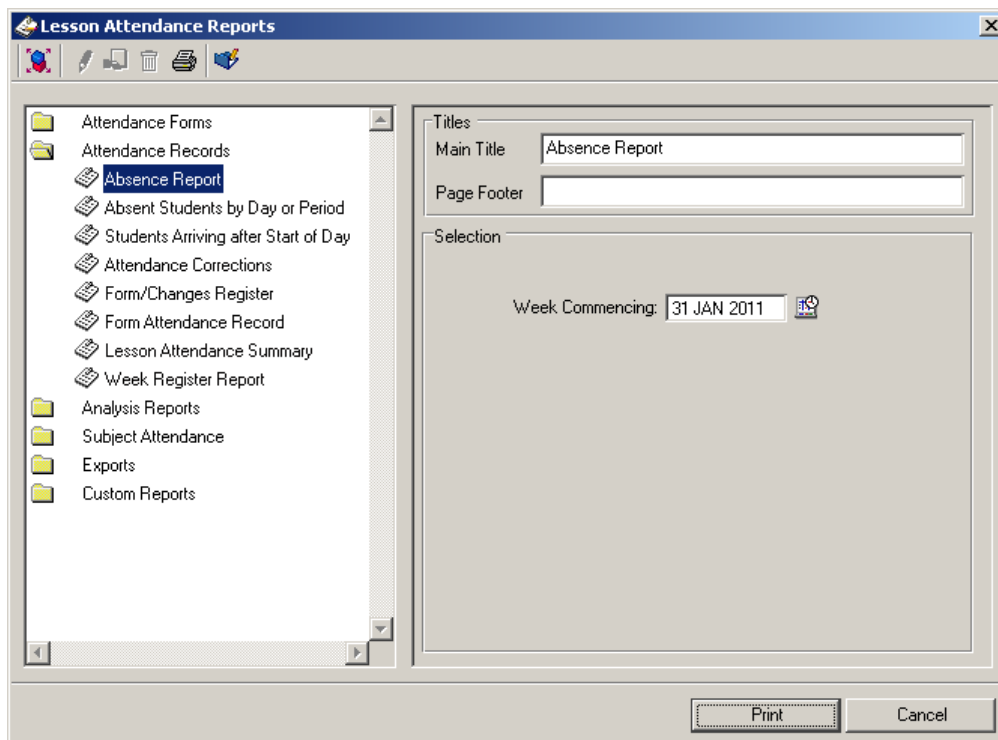 Lesson Attendance Reports
Attendance Forms
Attendance Records
Absence Report
Absent Students by Day or Period
Students Arriving after Start of Day
Attendance Corrections
Form/Changes Register
Form Attendance Record
Lesson Attendance Summary
Week Register Report
Analysis Reports
Subject Attendance
Exports
Custom Reports
Titles
Main Title Absence Report
Page Footer
Selection
Week Commencing: 31 JAN 2011
Print Cancel